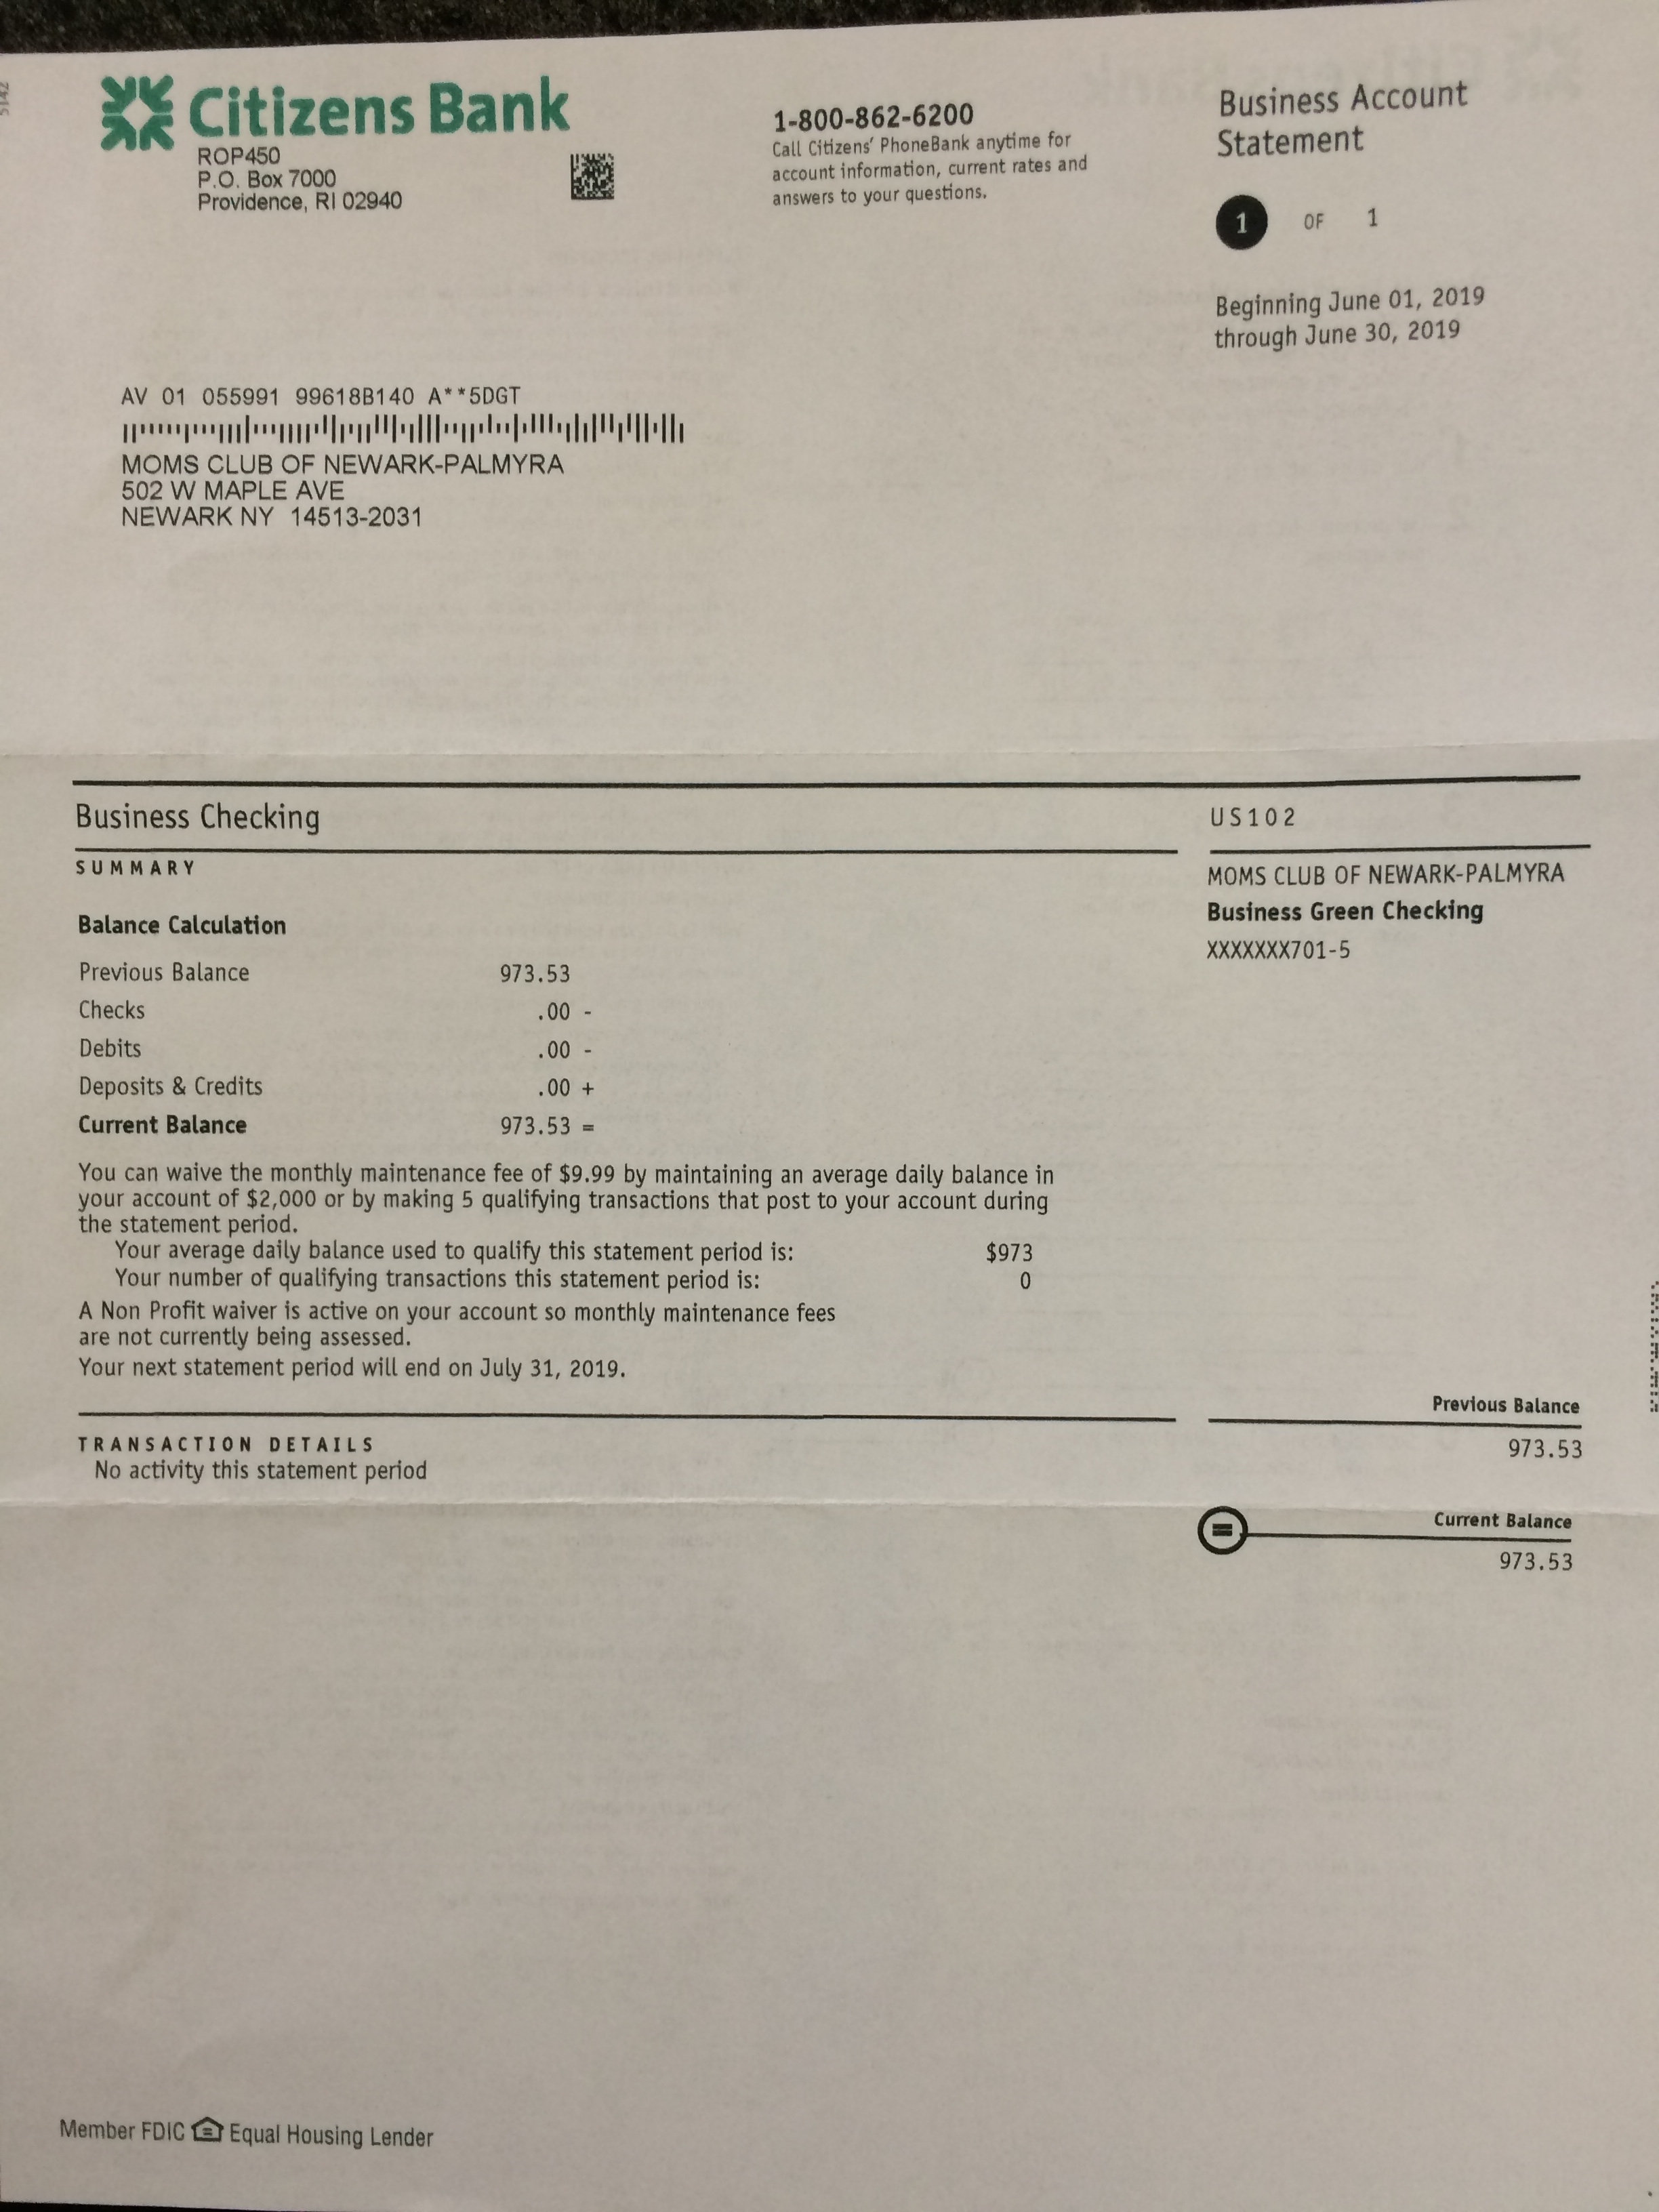 Citizens Bank
ROP450
P.O. Box 7000
Providence, RI 02940
1-800-862-6200
Call Citizens' PhoneBank anytime for
account information, current rates and
answers to your questions.
Business Account
Statement
1 OF 1
Beginning June 01, 2019
through June 30, 2019
AV 01 055991 99618B140 A**5DGT
MOMS CLUB OF NEWARK-PALMYRA
502 W MAPLE AVE
NEWARK NY 14513-2031
Business Checking
US102
SUMMARY
MOMS CLUB OF NEWARK-PALMYRA
Business Green Checking
XXXXXXX701-5
Balance Calculation
Previous Balance 973.53
Checks .00 -
Debits .00 -
Deposits & Credits .00 +
Current Balance 973.53 =
You can waive the monthly maintenance fee of $9.99 by maintaining an average daily balance in
your account of $2,000 or by making 5 qualifying transactions that post to your account during
the statement period.
Your average daily balance used to qualify this statement period is: $973
Your number of qualifying transactions this statement period is: 0
A Non Profit waiver is active on your account so monthly maintenance fees
are not currently being assessed.
Your next statement period will end on July 31, 2019.
Previous Balance
973.53
TRANSACTION DETAILS
No activity this statement period
Current Balance
973.53
Member FDIC Equal Housing Lender